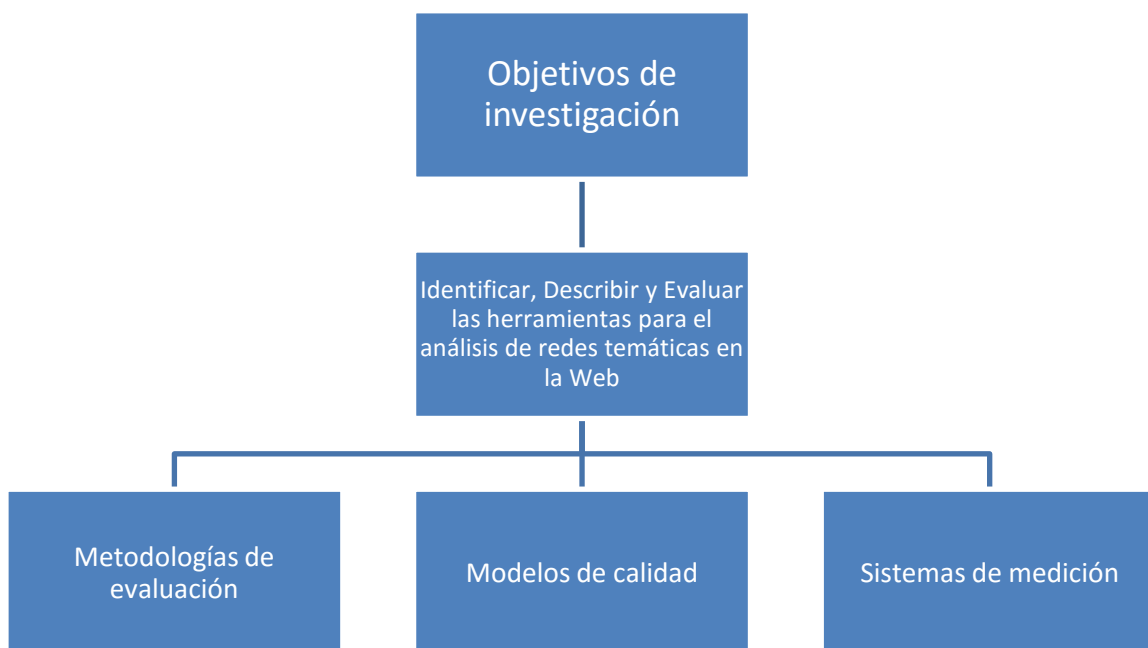 Objetivos de
investigación
Identificar, Describir y Evaluar
las herramientas para el
análisis de redes temáticas en
la Web
Metodologías de
evaluación
Modelos de calidad
Sistemas de medición